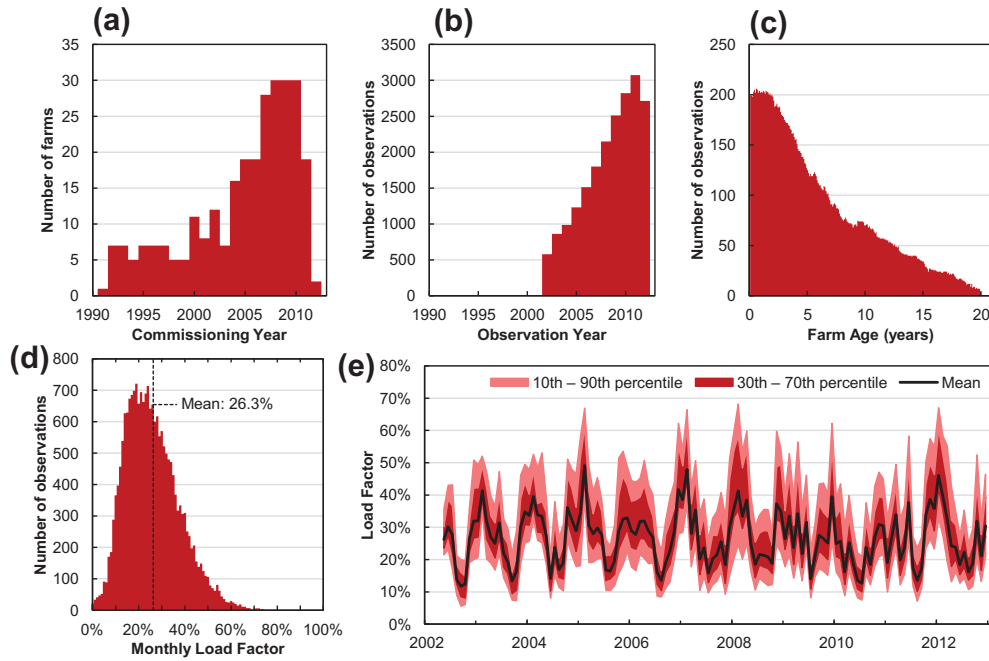 (a)
35
30
25
20
15
10
5
0
Number of farms
1990 1995 2000 2005 2010
Commissioning Year
(b)
3500
3000
2500
2000
1500
1000
500
0
Number of observations
1990 1995 2000 2005 2010
Observation Year
(c)
250
200
150
100
50
0
Number of observations
0 5 10 15 20
Farm Age (years)
(d)
800
700
600
500
400
300
200
100
0
Number of observations
Mean: 26.3%
0% 20% 40% 60% 80% 100%
Monthly Load Factor
(e)
80%
70%
60%
50%
40%
30%
20%
10%
0%
Load Factor
10th – 90th percentile 30th – 70th percentile Mean
2002 2004 2006 2008 2010 2012